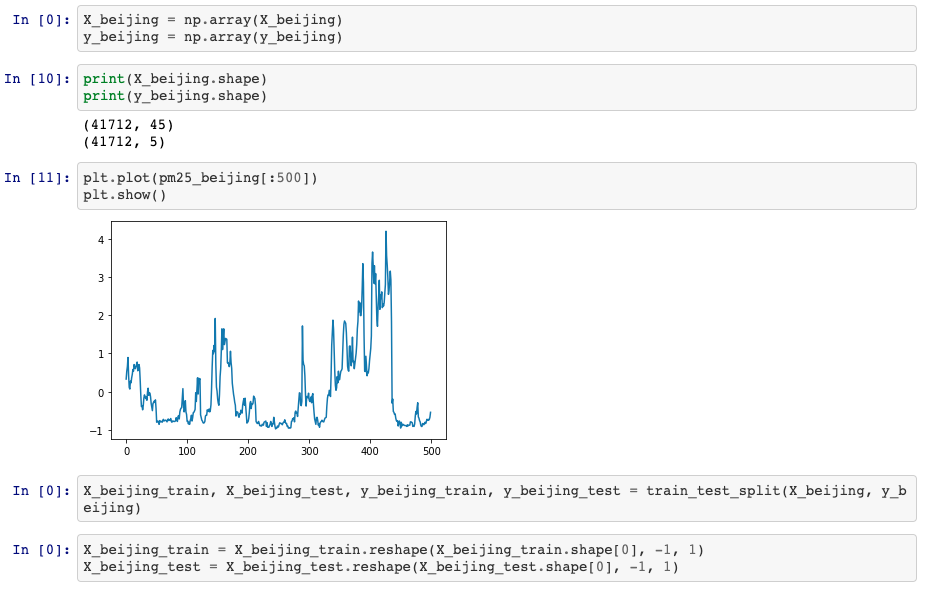 In [0]: X_beijing = np.array(X_beijing)
y_beijing = np.array(y_beijing)
In [10]: print(X_beijing.shape)
print(y_beijing.shape)
(41712, 45)
(41712, 5)
In [11]: plt.plot(pm25_beijing[:500])
plt.show()
4
3
2
1
0
−1
0 100 200 300 400 500
In [0]: X_beijing_train, X_beijing_test, y_beijing_train, y_beijing_test = train_test_split(X_beijing, y_b
eijing)
In [0]: X_beijing_train = X_beijing_train.reshape(X_beijing_train.shape[0], -1, 1)
X_beijing_test = X_beijing_test.reshape(X_beijing_test.shape[0], -1, 1)